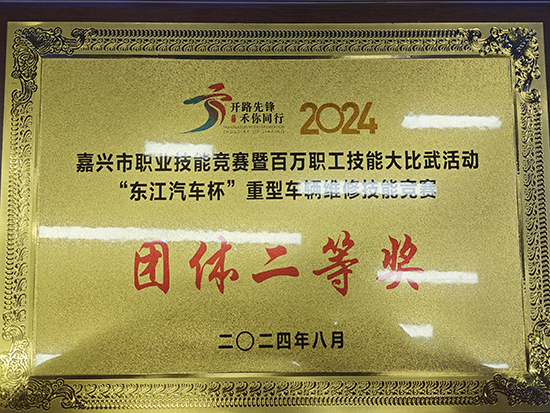 开路先锋
禾你同行
2024
嘉兴市职业技能竞赛暨百万职工技能大比武活动
“东江汽车杯”重型车辆维修技能竞赛
团体二等奖
二〇二四年八月